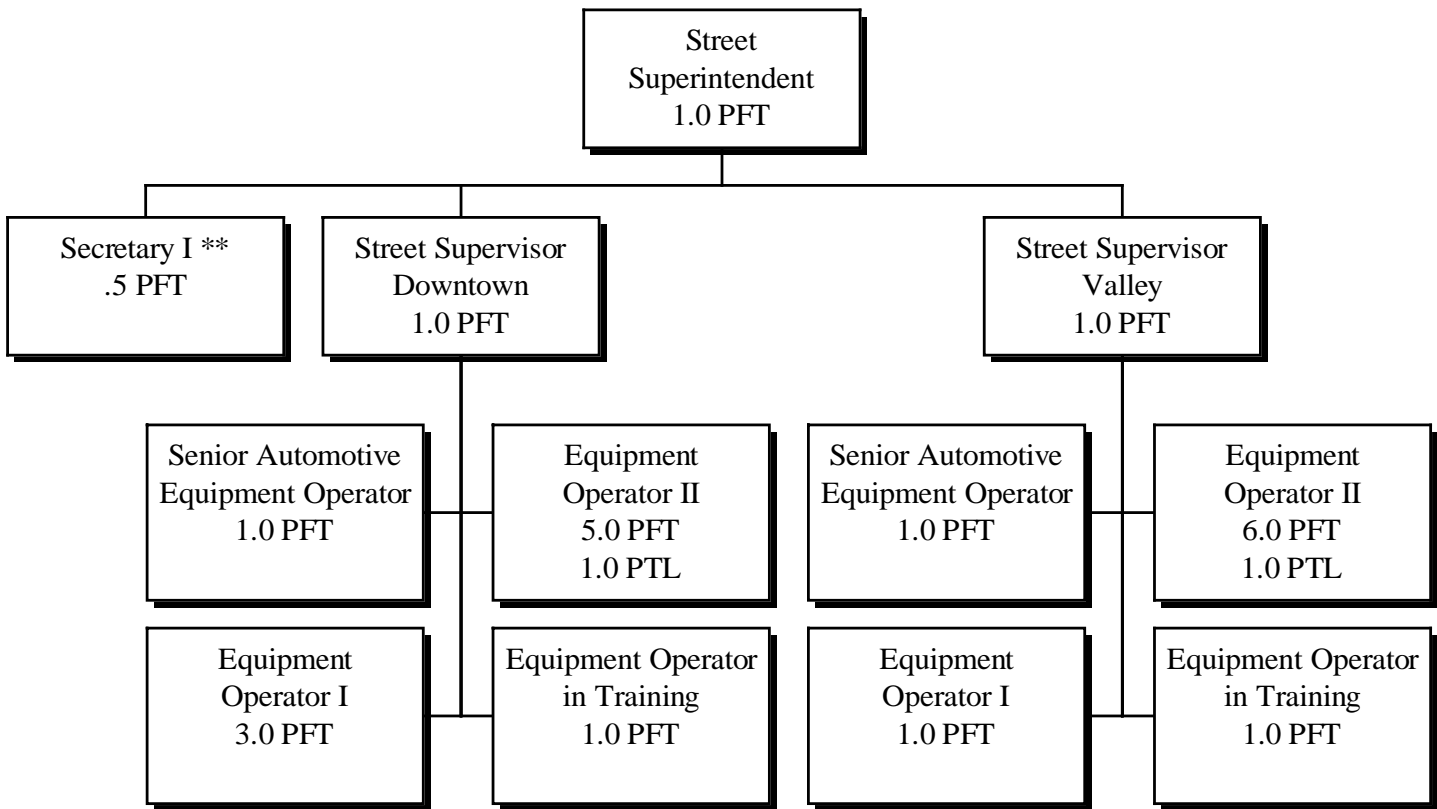 Street
Superintendent
1.0 PFT
Secretary I **
.5 PFT
Street Supervisor
Downtown
1.0 PFT
Street Supervisor
Valley
1.0 PFT
Senior Automotive
Equipment Operator
1.0 PFT
Equipment
Operator II
5.0 PFT
1.0 PTL
Senior Automotive
Equipment Operator
1.0 PFT
Equipment
Operator II
6.0 PFT
1.0 PTL
Equipment
Operator I
3.0 PFT
Equipment Operator
in Training
1.0 PFT
Equipment
Operator I
1.0 PFT
Equipment Operator
in Training
1.0 PFT